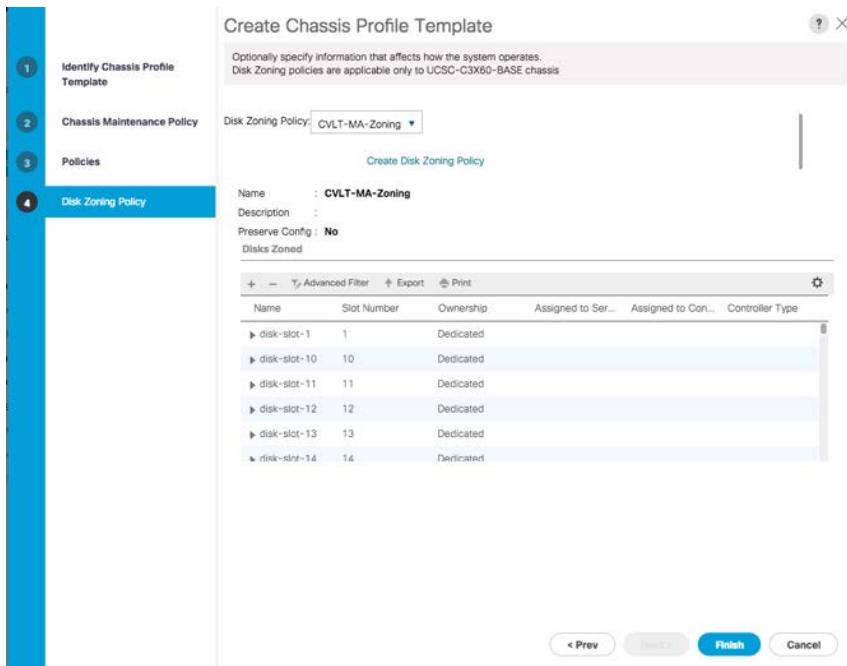 Create Chassis Profile Template
?
1 Identify Chassis Profile
Template
2 Chassis Maintenance Policy
3 Policies
4 Disk Zoning Policy
Optionally specify information that affects how the system operates.
Disk Zoning policies are applicable only to UCSC-C3X60-BASE chassis
Disk Zoning Policy: CVLT-MA-Zoning
Create Disk Zoning Policy
Name : CVLT-MA-Zoning
Description :
Preserve Config : No
Disks Zoned
+ − Advanced Filter Export Print
Name Slot Number Ownership Assigned to Ser... Assigned to Con... Controller Type
disk-slot-1 1 Dedicated
disk-slot-10 10 Dedicated
disk-slot-11 11 Dedicated
disk-slot-12 12 Dedicated
disk-slot-13 13 Dedicated
disk-slot-14 14 Dedicated
< Prev Next > Finish Cancel